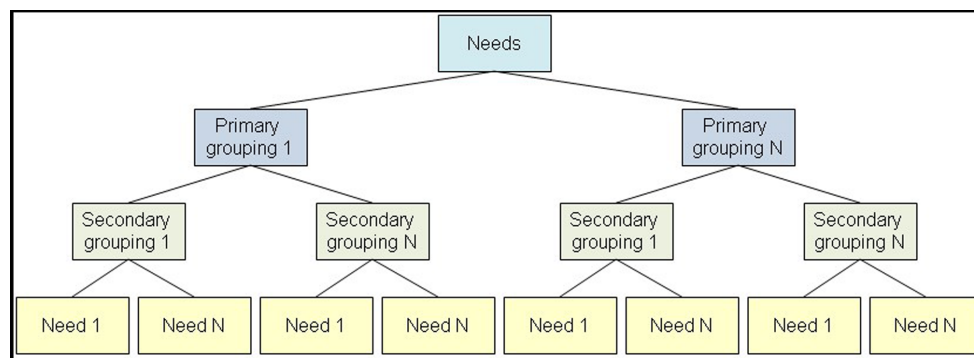 Needs
Primary
grouping 1
Primary
grouping N
Secondary
grouping 1
Secondary
grouping N
Secondary
grouping 1
Secondary
grouping N
Need 1
Need N
Need 1
Need N
Need 1
Need N
Need 1
Need N